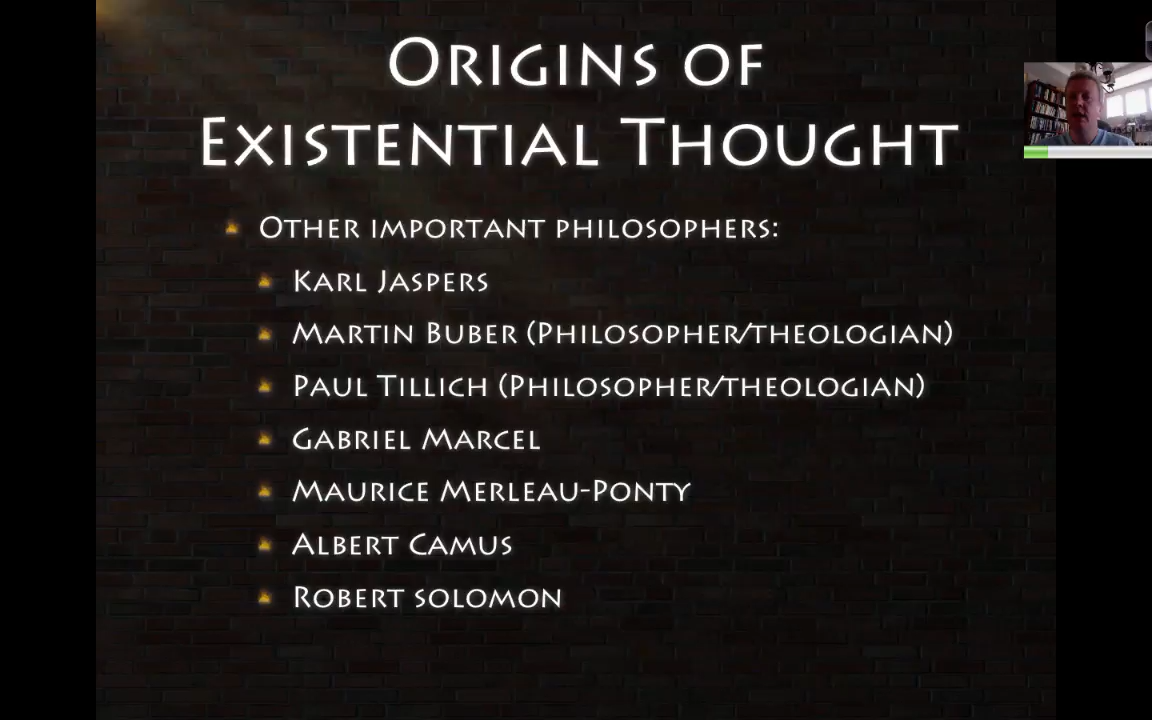 Origins of
Existential Thought
Other important philosophers:
Karl Jaspers
Martin Buber (Philosopher/theologian)
Paul Tillich (Philosopher/theologian)
Gabriel Marcel
Maurice Merleau-Ponty
Albert Camus
Robert solomon